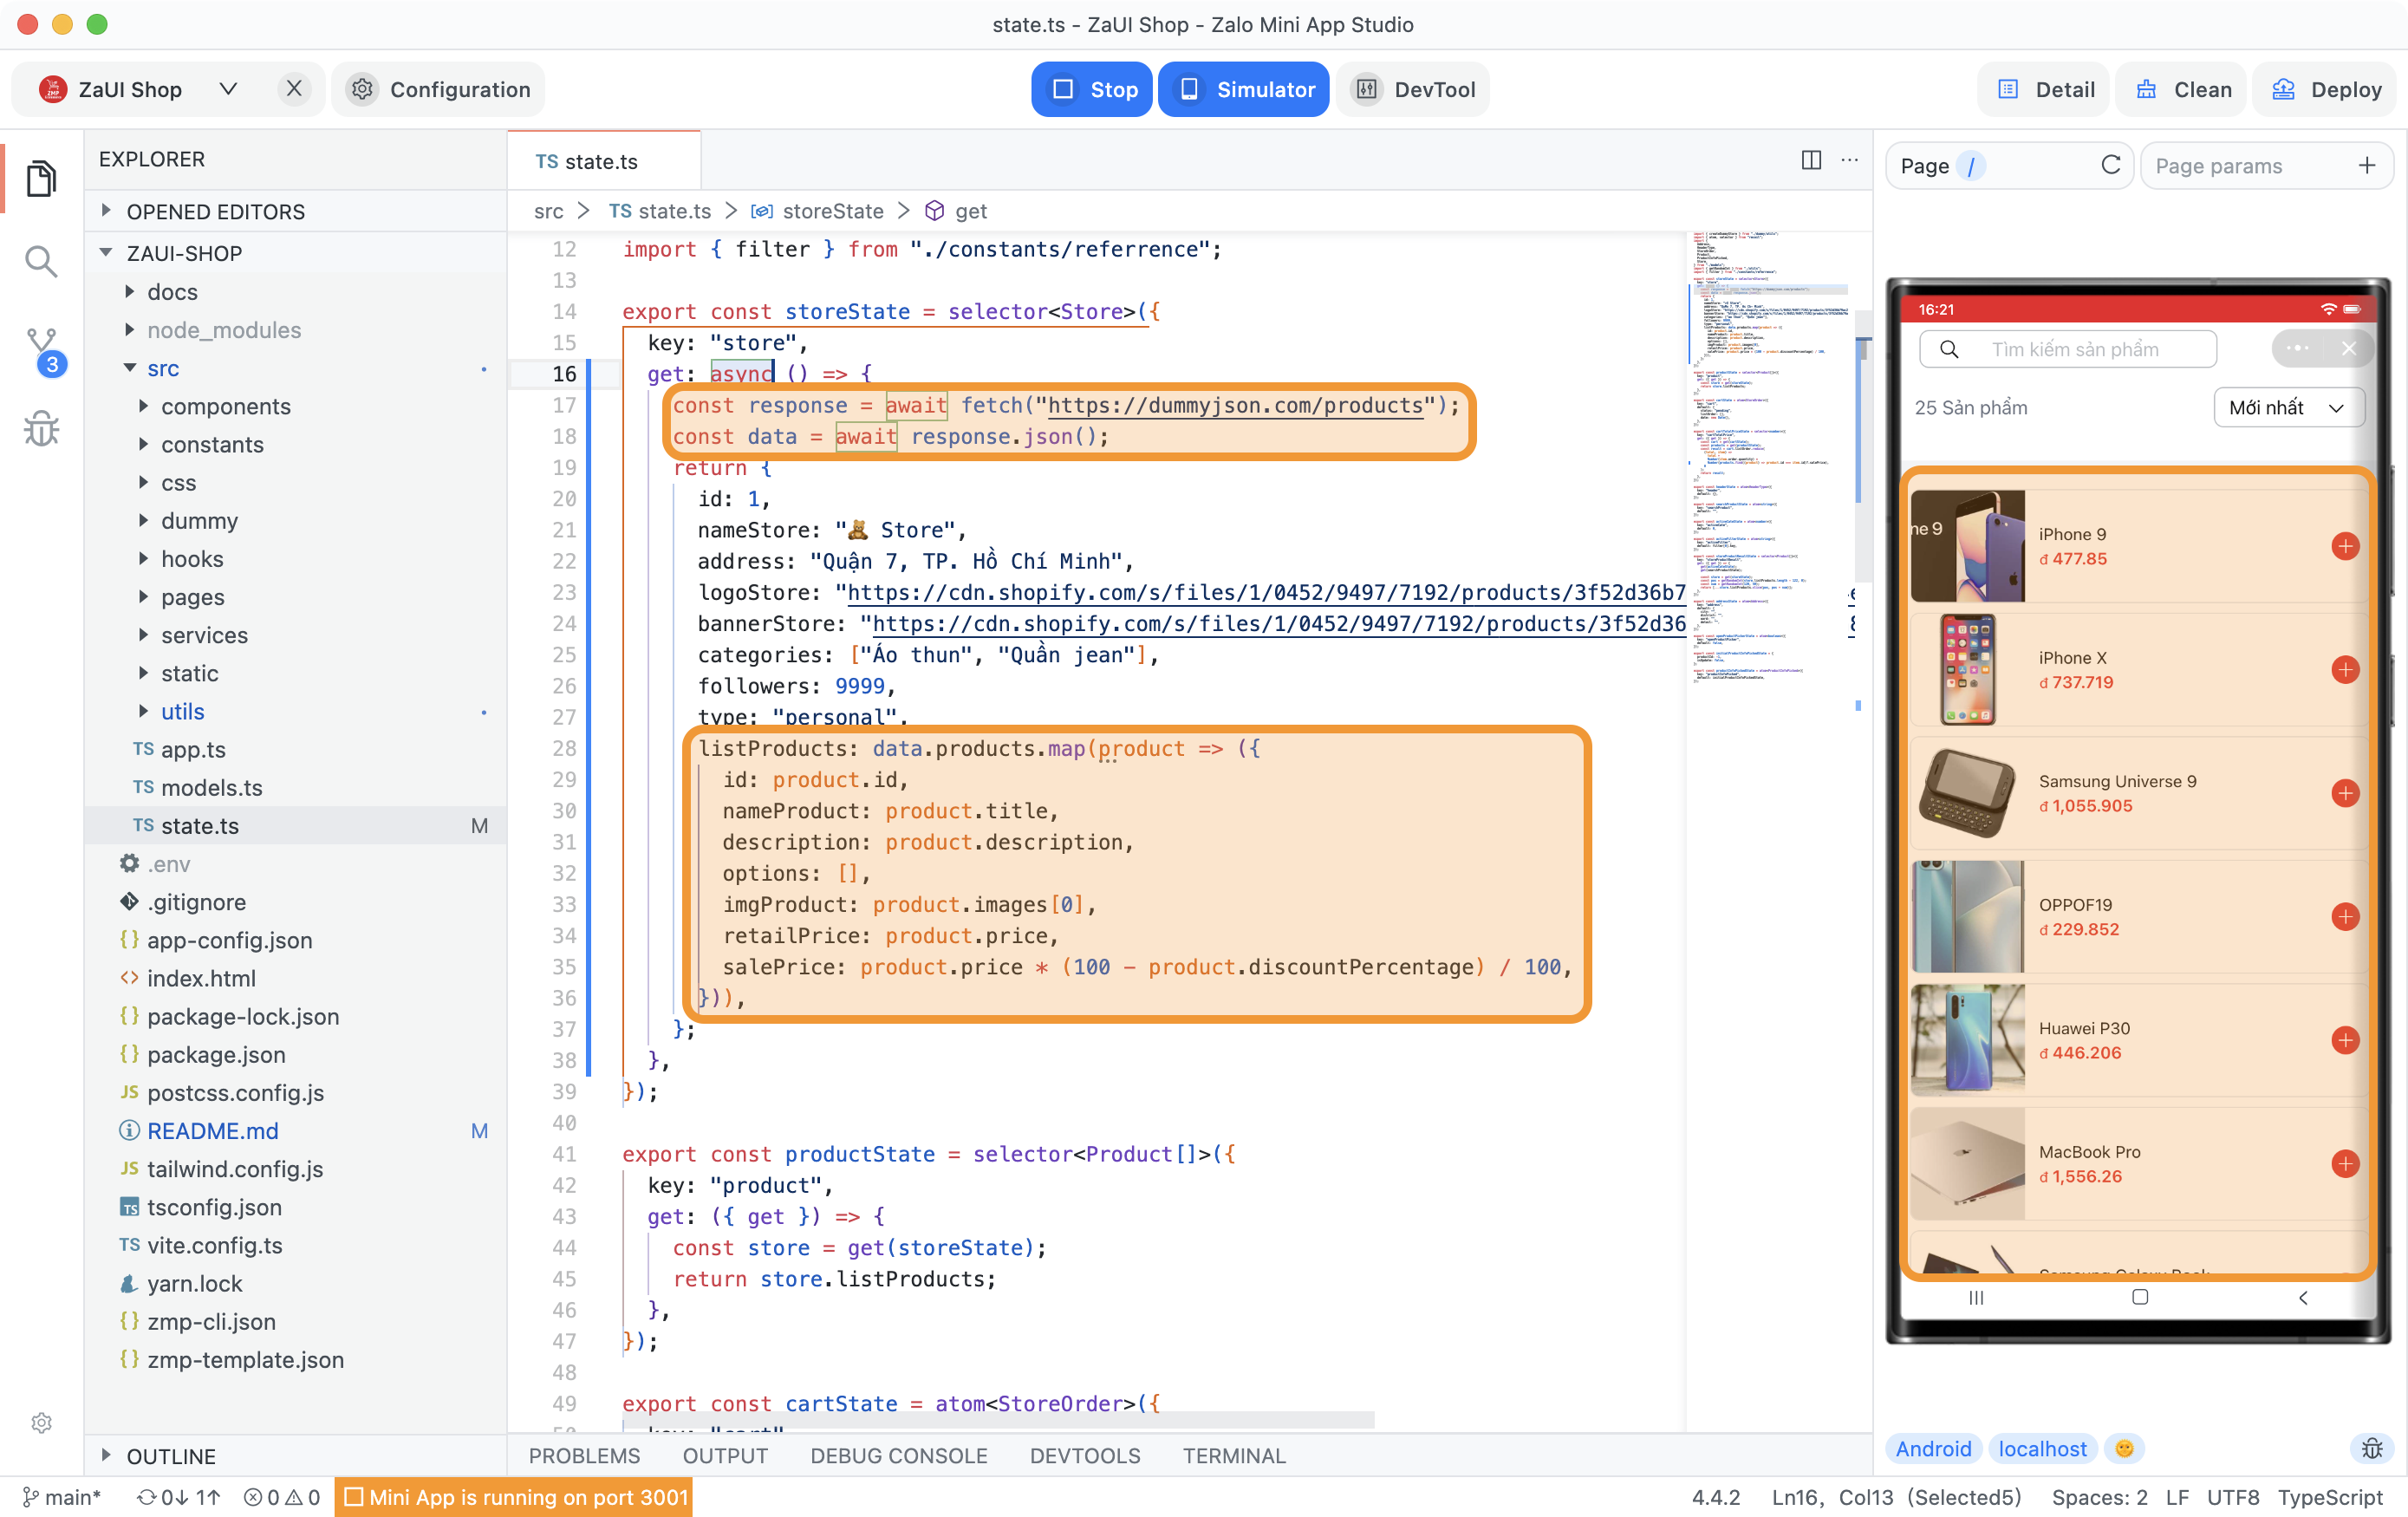 state.ts - ZaUI Shop - Zalo Mini App Studio
ZaUI Shop
Configuration
Stop
Simulator
DevTool
Detail
Clean
Deploy
EXPLORER
OPENED EDITORS
ZAUI-SHOP
docs
node_modules
src
components
constants
css
dummy
hooks
pages
services
static
utils
TS app.ts
TS models.ts
TS state.ts M
.env
.gitignore
{} app-config.json
<> index.html
{} package-lock.json
{} package.json
JS postcss.config.js
README.md M
JS tailwind.config.js
TS tsconfig.json
TS vite.config.ts
yarn.lock
{} zmp-cli.json
{} zmp-template.json
OUTLINE
3
TS state.ts
src > TS state.ts > storeState > get
12 import { filter } from "./constants/referrence";
13
14 export const storeState = selector<Store>({
15 key: "store",
16 get: async () => {
17 const response = await fetch("https://dummyjson.com/products");
18 const data = await response.json();
19 return {
20 id: 1,
21 nameStore: "🧸 Store",
22 address: "Quận 7, TP. Hồ Chí Minh",
23 logoStore: "https://cdn.shopify.com/s/files/1/0452/9497/7192/products/3f52d36b7
24 bannerStore: "https://cdn.shopify.com/s/files/1/0452/9497/7192/products/3f52d36
25 categories: ["Áo thun", "Quần jean"],
26 followers: 9999,
27 type: "personal",
28 listProducts: data.products.map(product => ({
29 id: product.id,
30 nameProduct: product.title,
31 description: product.description,
32 options: [],
33 imgProduct: product.images[0],
34 retailPrice: product.price,
35 salePrice: product.price * (100 - product.discountPercentage) / 100,
36 })),
37 };
38 },
39 });
40
41 export const productState = selector<Product[]>({
42 key: "product",
43 get: ({ get }) => {
44 const store = get(storeState);
45 return store.listProducts;
46 },
47 });
48
49 export const cartState = atom<StoreOrder>({
50 key: "cart"
PROBLEMS
OUTPUT
DEBUG CONSOLE
DEVTOOLS
TERMINAL
Page /
Page params
16:21
Tìm kiếm sản phẩm
25 Sản phẩm
Mới nhất
ne 9
iPhone 9
đ 477.85
iPhone X
đ 737.719
Samsung Universe 9
đ 1,055.905
OPPOF19
đ 229.852
Huawei P30
đ 446.206
MacBook Pro
đ 1,556.26
Samsung Galaxy Book
Android
localhost
main*
0↓ 1↑
0
0
Mini App is running on port 3001
4.4.2
Ln16, Col13 (Selected5)
Spaces: 2
LF
UTF8
TypeScript